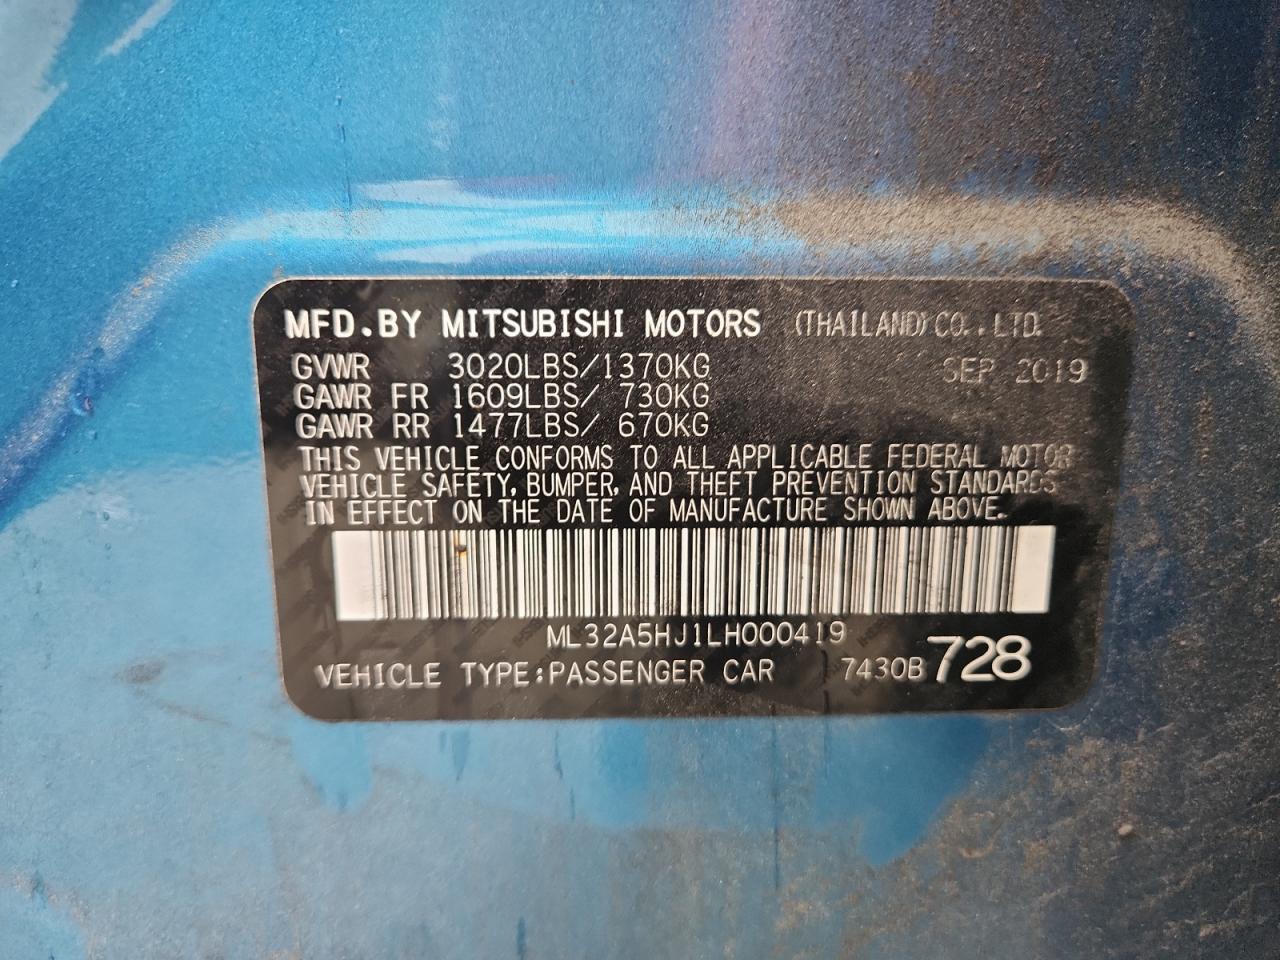 MFD.BY MITSUBISHI MOTORS (THAILAND) CO.,LTD.
GVWR 3020LBS/1370KG SEP 2019
GAWR FR 1609LBS/ 730KG
GAWR RR 1477LBS/ 670KG
THIS VEHICLE CONFORMS TO ALL APPLICABLE FEDERAL MOTOR
VEHICLE SAFETY, BUMPER, AND THEFT PREVENTION STANDARDS
IN EFFECT ON THE DATE OF MANUFACTURE SHOWN ABOVE.
ML32A5HJ1LH000419
VEHICLE TYPE:PASSENGER CAR 7430B 728